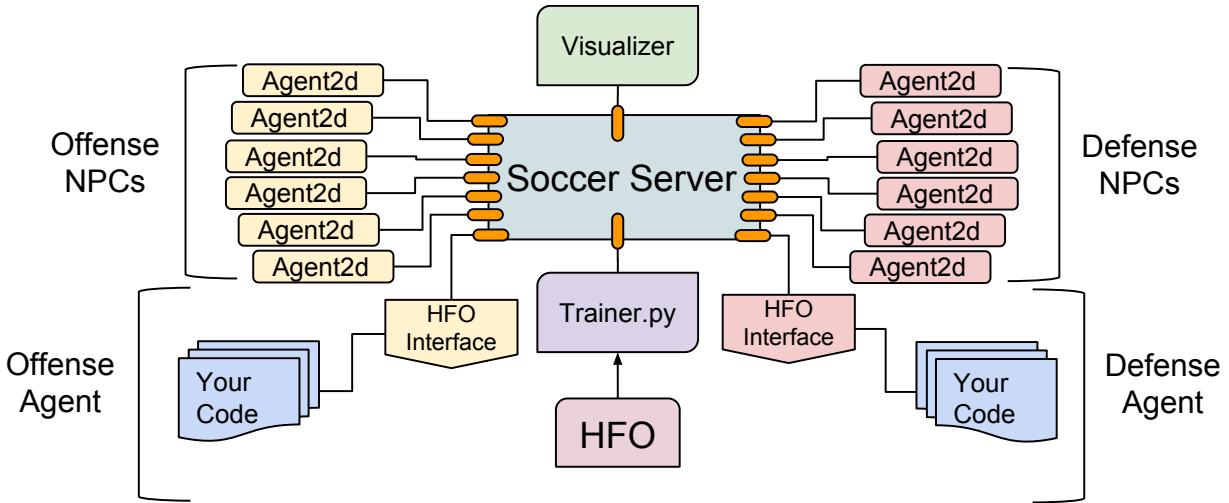 Visualizer
Offense
NPCs
Agent2d
Agent2d
Agent2d
Agent2d
Agent2d
Agent2d
Soccer Server
Agent2d
Agent2d
Agent2d
Agent2d
Agent2d
Agent2d
Defense
NPCs
Offense
Agent
Your
Code
HFO
Interface
Trainer.py
HFO
HFO
Interface
Your
Code
Defense
Agent